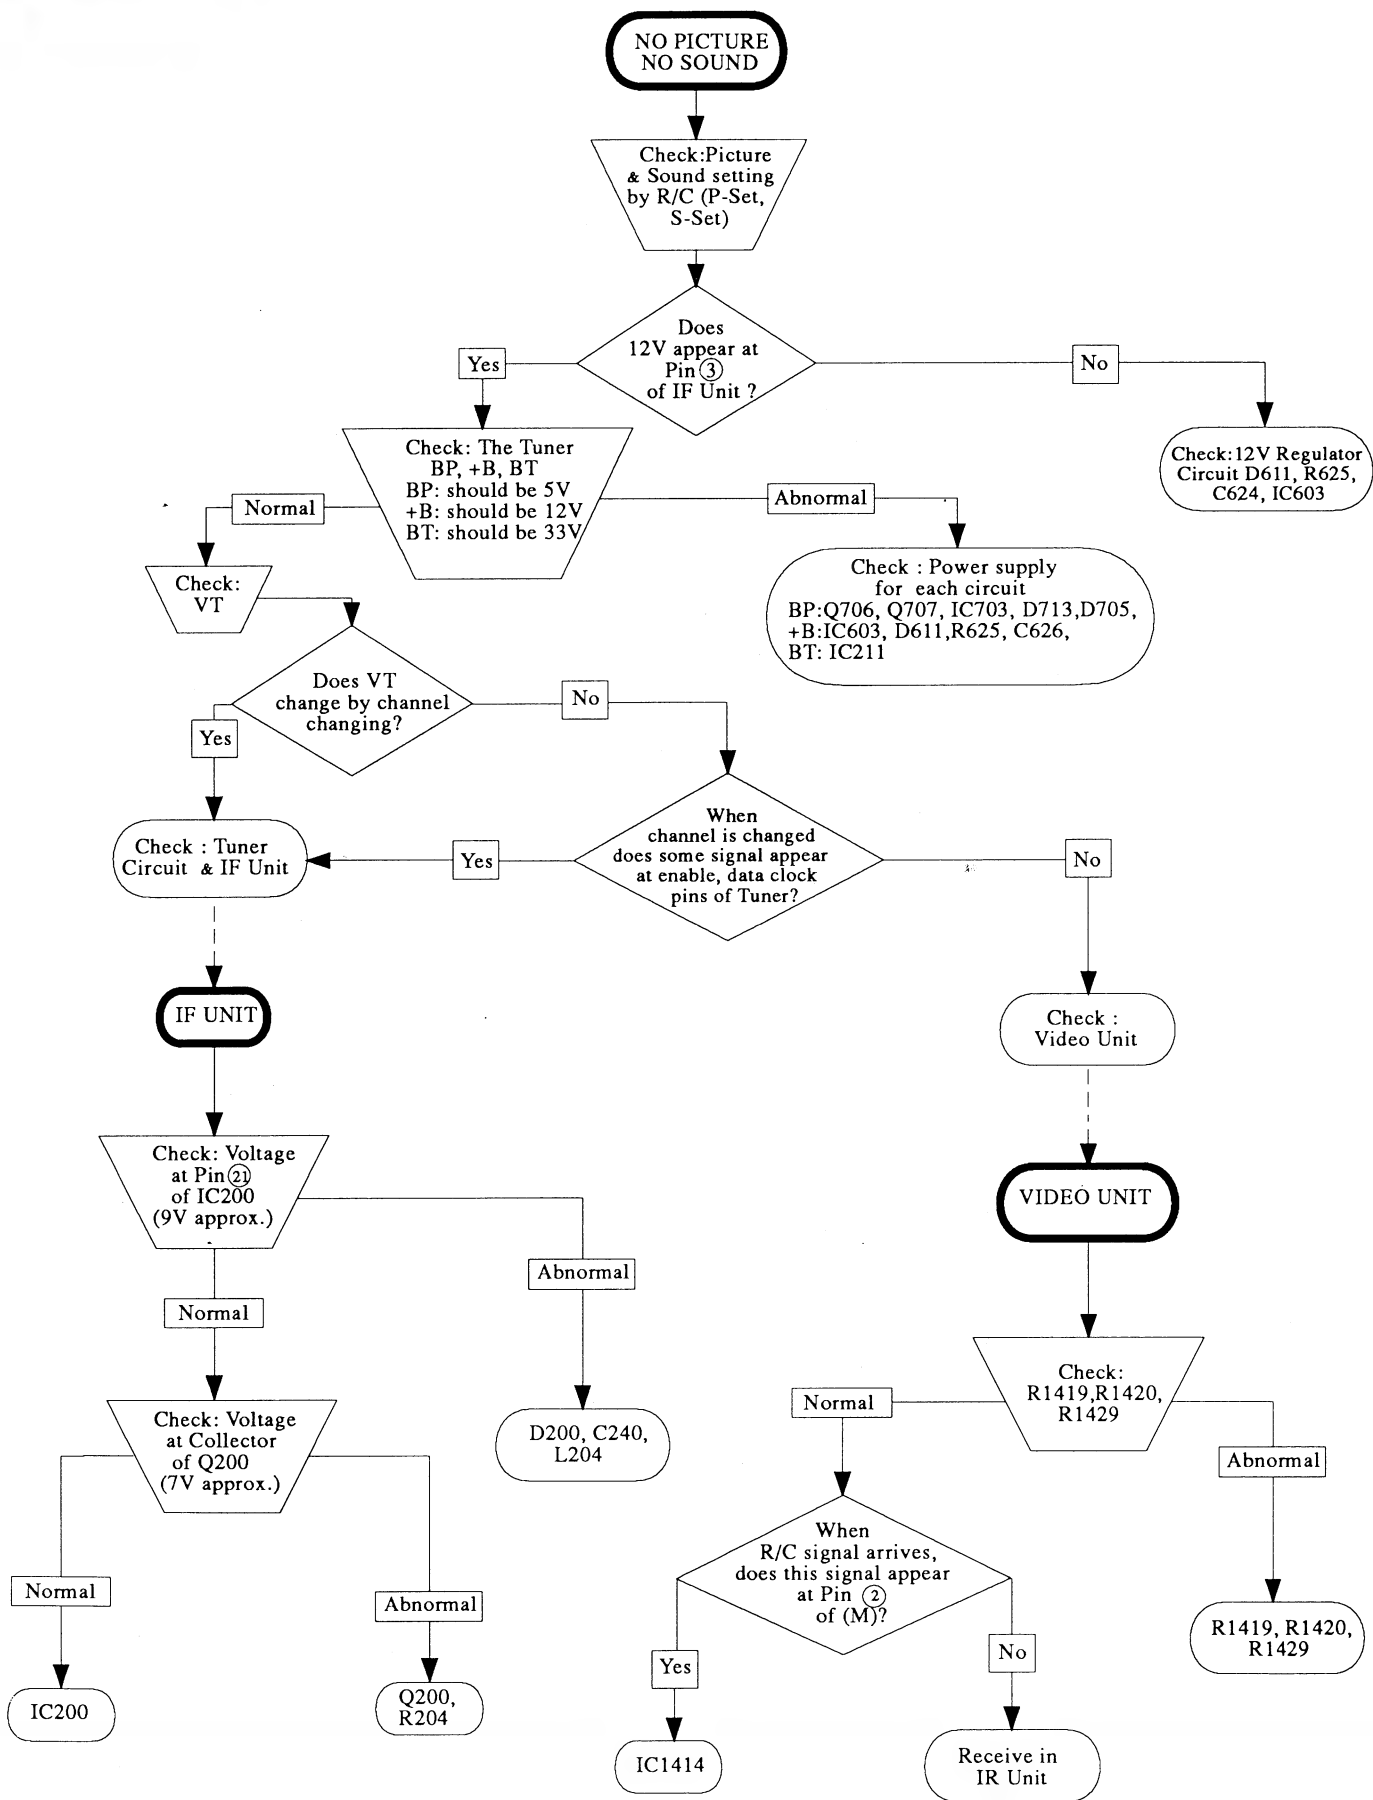 NO PICTURE
NO SOUND
Check:Picture
& Sound setting
by R/C (P-Set,
S-Set)
Does
12V appear at
Pin ③
of IF Unit ?
Yes
No
Check: The Tuner
BP, +B, BT
BP: should be 5V
+B: should be 12V
BT: should be 33V
Check:12V Regulator
Circuit D611, R625,
C624, IC603
Normal
Abnormal
Check:
VT
Check : Power supply
for each circuit
BP:Q706, Q707, IC703, D713,D705,
+B:IC603, D611,R625, C626,
BT: IC211
Does VT
change by channel
changing?
Yes
No
When
channel is changed
does some signal appear
at enable, data clock
pins of Tuner?
Check : Tuner
Circuit & IF Unit
Yes
No
IF UNIT
Check :
Video Unit
Check: Voltage
at Pin ㉑
of IC200
(9V approx.)
VIDEO UNIT
Abnormal
Normal
Check:
R1419,R1420,
R1429
Normal
Abnormal
Check: Voltage
at Collector
of Q200
(7V approx.)
D200, C240,
L204
When
R/C signal arrives,
does this signal appear
at Pin ②
of (M)?
Normal
Abnormal
Yes
No
R1419, R1420,
R1429
IC200
Q200,
R204
IC1414
Receive in
IR Unit